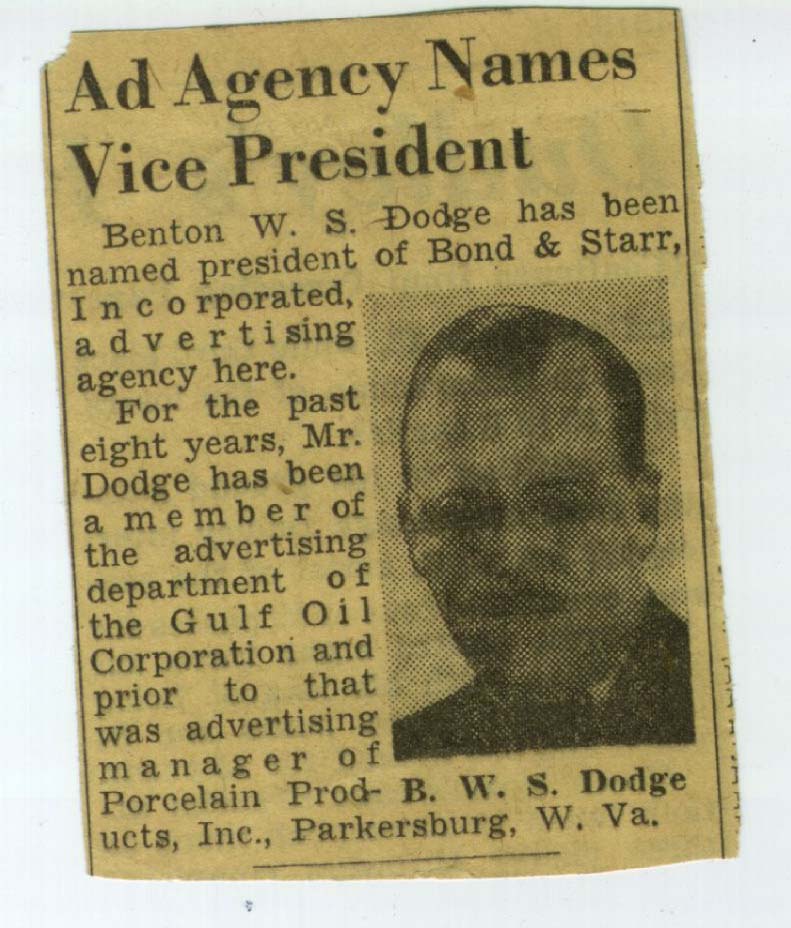 Ad Agency Names
Vice President
Benton W. S. Dodge has been
named president of Bond & Starr,
Incorporated,
advertising
agency here.
For the past
eight years, Mr.
Dodge has been
a member of
the advertising
department of
the Gulf Oil
Corporation and
prior to that
was advertising
manager of
Porcelain Prod-
ucts, Inc., Parkersburg, W. Va.
B. W. S. Dodge